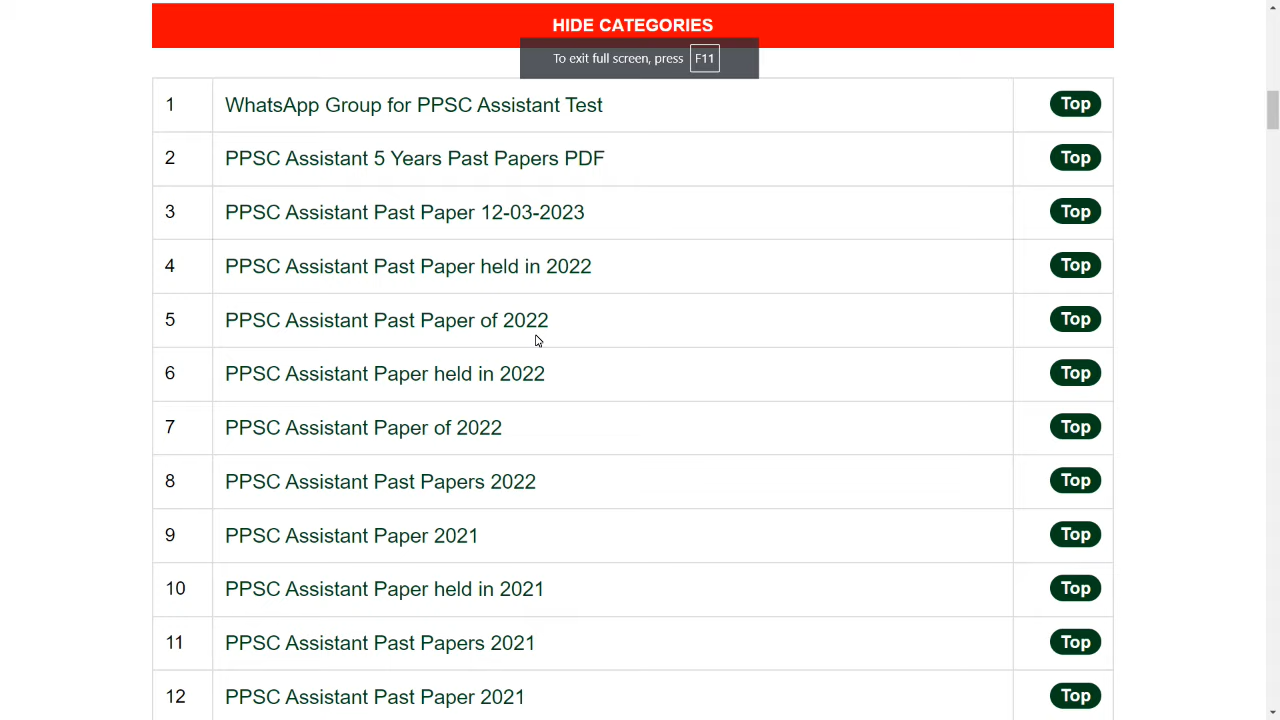 HIDE CATEGORIES
To exit full screen, press F11
1 WhatsApp Group for PPSC Assistant Test Top
2 PPSC Assistant 5 Years Past Papers PDF Top
3 PPSC Assistant Past Paper 12-03-2023 Top
4 PPSC Assistant Past Paper held in 2022 Top
5 PPSC Assistant Past Paper of 2022 Top
6 PPSC Assistant Paper held in 2022 Top
7 PPSC Assistant Paper of 2022 Top
8 PPSC Assistant Past Papers 2022 Top
9 PPSC Assistant Paper 2021 Top
10 PPSC Assistant Paper held in 2021 Top
11 PPSC Assistant Past Papers 2021 Top
12 PPSC Assistant Past Paper 2021 Top